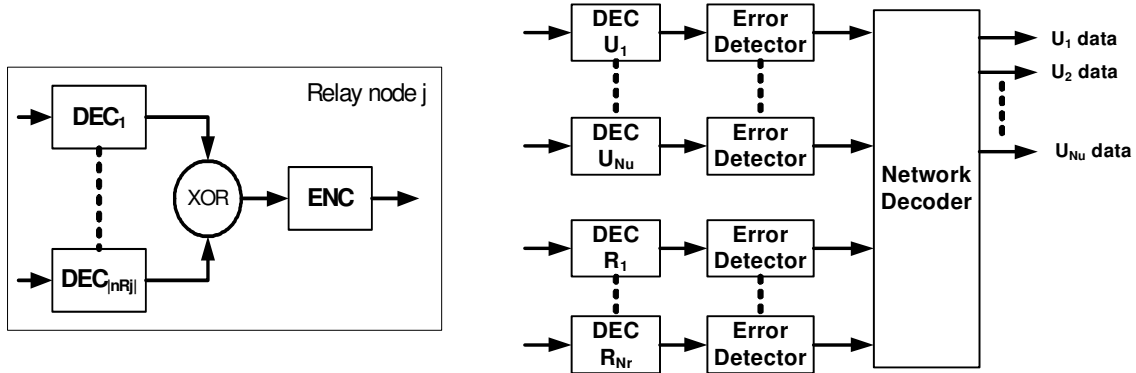 Relay node j
DEC1
XOR
ENC
DEC|nRj|
DEC
U1
Error
Detector
DEC
UNu
Error
Detector
DEC
R1
Error
Detector
DEC
RNr
Error
Detector
Network
Decoder
U1 data
U2 data
UNu data